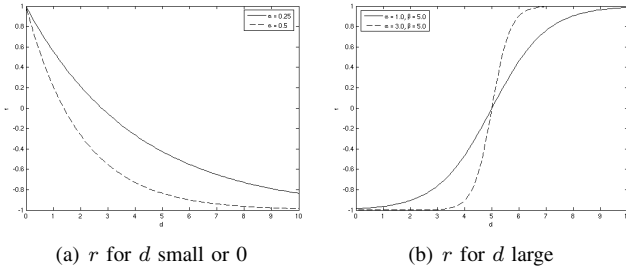 1
0.8
0.6
0.4
0.2
0
-0.2
-0.4
-0.6
-0.8
-1
r
0 1 2 3 4 5 6 7 8 9 10
d
α = 0.25
α = 0.5
(a) r for d small or 0
1
0.8
0.6
0.4
0.2
0
-0.2
-0.4
-0.6
-0.8
-1
r
0 1 2 3 4 5 6 7 8 9 10
d
α = 1.0, β = 5.0
α = 3.0, β = 5.0
(b) r for d large